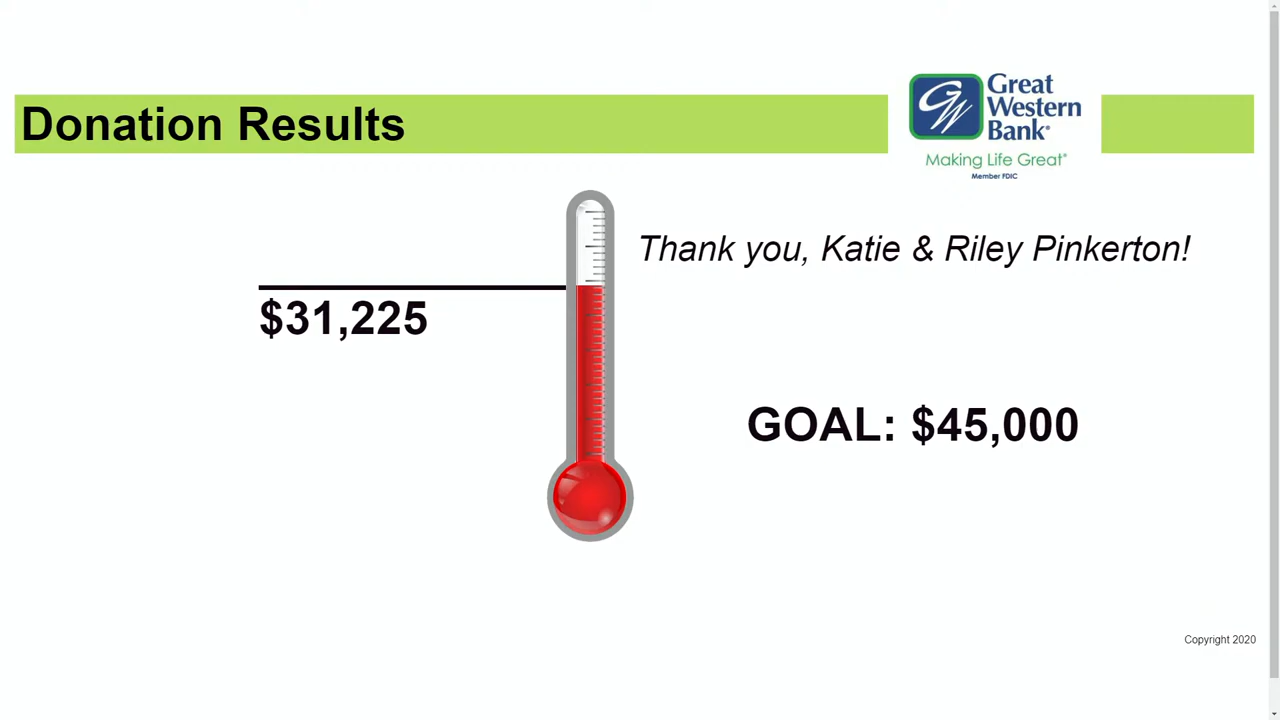 Donation Results
Great
Western
Bank®
Making Life Great®
Member FDIC
Thank you, Katie & Riley Pinkerton!
$31,225
GOAL: $45,000
Copyright 2020